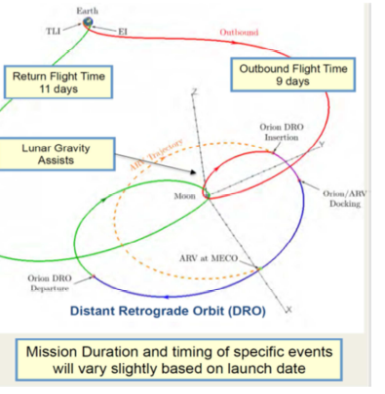 Earth
TLI
EI
Outbound
Return Flight Time
11 days
Outbound Flight Time
9 days
Z
Orion DRO
Insertion
Y
Lunar Gravity
Assists
ARV Trajectory
Moon
Orion/ARV
Docking
ARV at MECO
Orion DRO
Departure
X
Distant Retrograde Orbit (DRO)
Mission Duration and timing of specific events
will vary slightly based on launch date